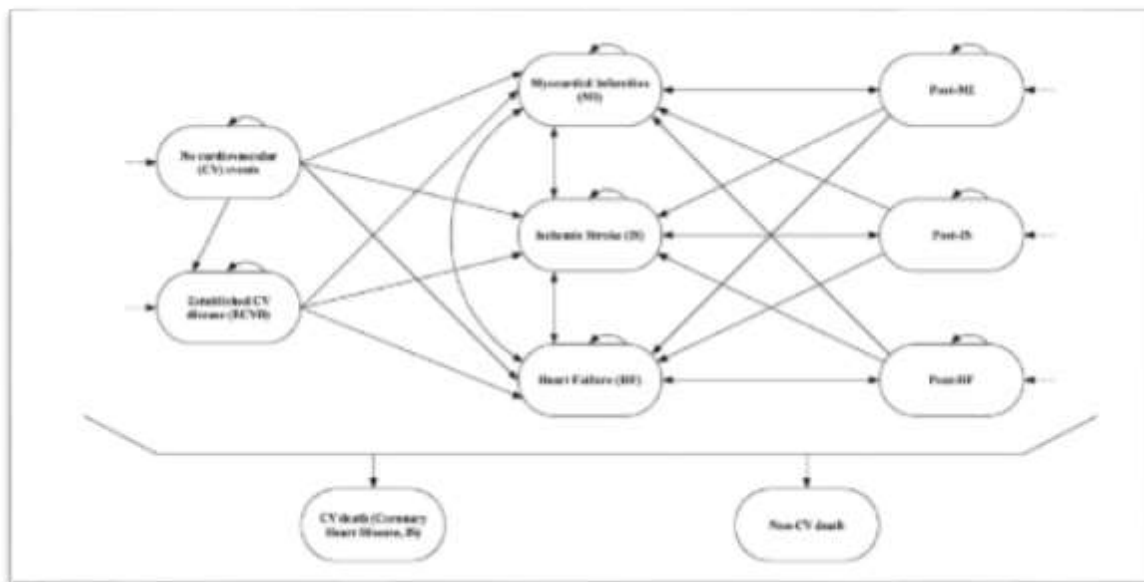 Myocardial Infarction
(MI)
Post-MI
No cardiovascular
(CV) events
Ischemic Stroke (IS)
Post-IS
Established CV
disease (ECVD)
Heart Failure (HF)
Post-HF
CV death (Coronary
Heart Disease, IS)
Non-CV death